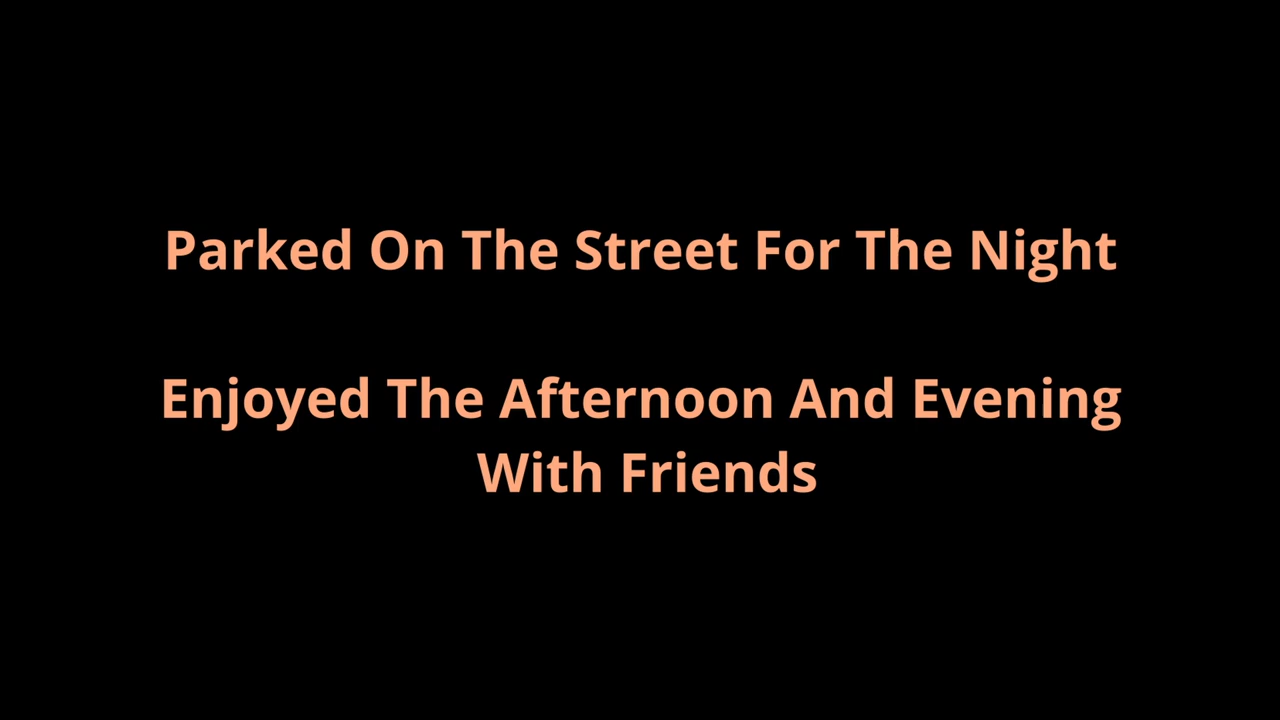 Parked On The Street For The Night
Enjoyed The Afternoon And Evening
With Friends